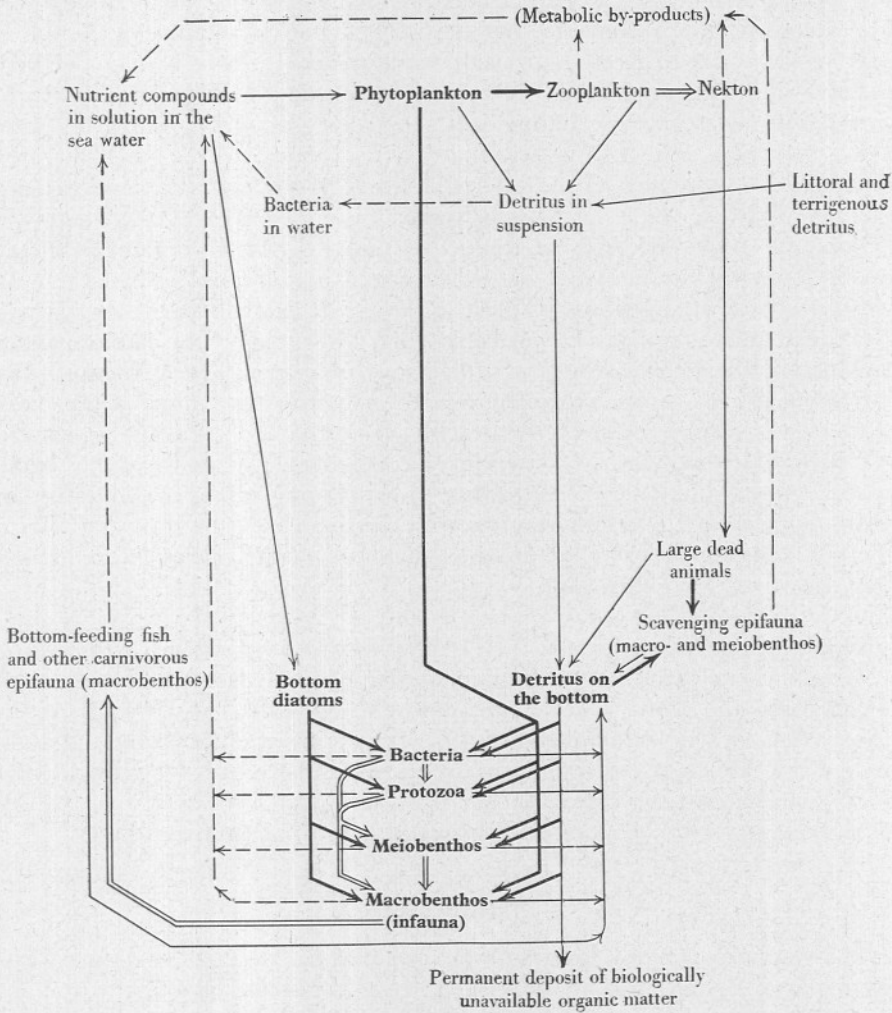 (Metabolic by-products)
Nutrient compounds
in solution in the
sea water
Phytoplankton
Zooplankton
Nekton
Bacteria
in water
Detritus in
suspension
Littoral and
terrigenous
detritus
Large dead
animals
Scavenging epifauna
(macro- and meiobenthos)
Bottom-feeding fish
and other carnivorous
epifauna (macrobenthos)
Bottom
diatoms
Detritus on
the bottom
Bacteria
Protozoa
Meiobenthos
Macrobenthos
(infauna)
Permanent deposit of biologically
unavailable organic matter